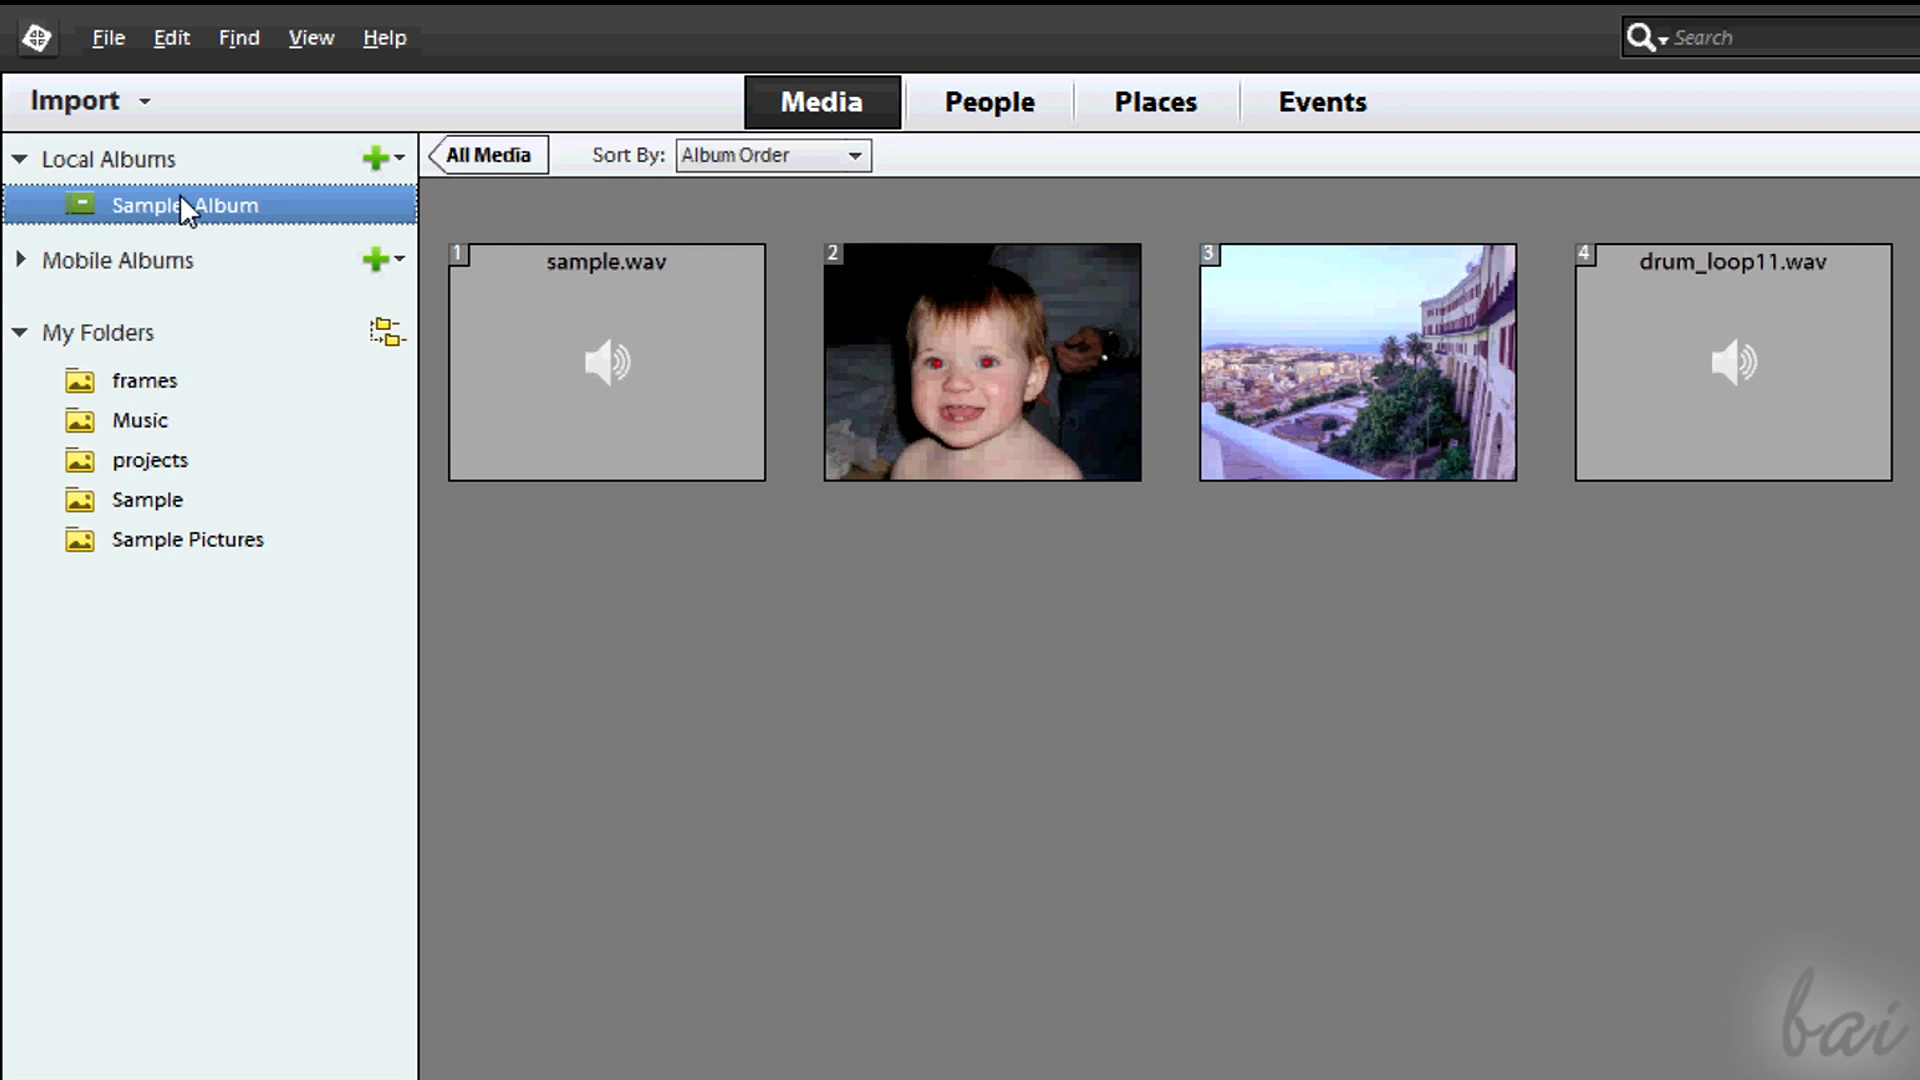 File Edit Find View Help
Search
Import
Media People Places Events
Local Albums
All Media
Sort By: Album Order
Sample Album
Mobile Albums
1 sample.wav
2
3
4 drum_loop11.wav
My Folders
frames
Music
projects
Sample
Sample Pictures
bai